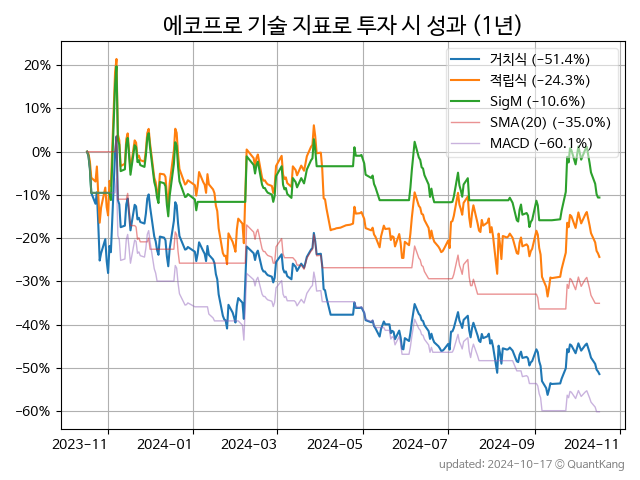 에코프로 기술 지표로 투자 시 성과 (1년)
거치식 (−51.4%)
적립식 (−24.3%)
SigM (−10.6%)
SMA(20) (−35.0%)
MACD (−60.1%)
20%
10%
0%
−10%
−20%
−30%
−40%
−50%
−60%
2023-11 2024-01 2024-03 2024-05 2024-07 2024-09 2024-11
updated: 2024-10-17 © QuantKang